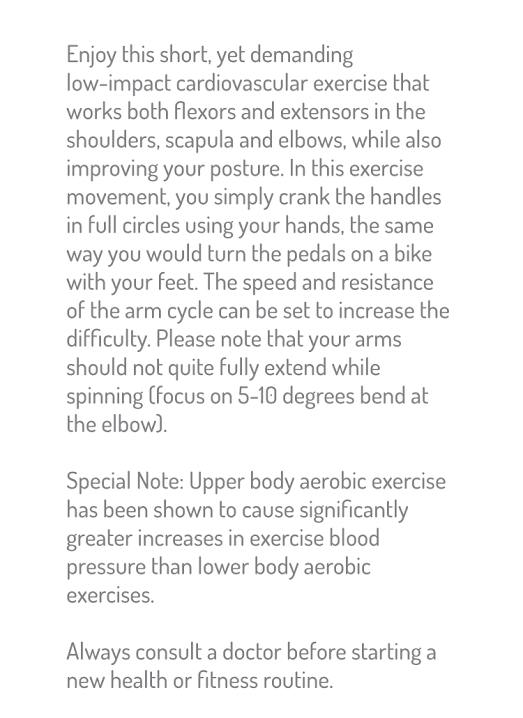 Enjoy this short, yet demanding
low-impact cardiovascular exercise that
works both flexors and extensors in the
shoulders, scapula and elbows, while also
improving your posture. In this exercise
movement, you simply crank the handles
in full circles using your hands, the same
way you would turn the pedals on a bike
with your feet. The speed and resistance
of the arm cycle can be set to increase the
difficulty. Please note that your arms
should not quite fully extend while
spinning (focus on 5-10 degrees bend at
the elbow).
Special Note: Upper body aerobic exercise
has been shown to cause significantly
greater increases in exercise blood
pressure than lower body aerobic
exercises.
Always consult a doctor before starting a
new health or fitness routine.